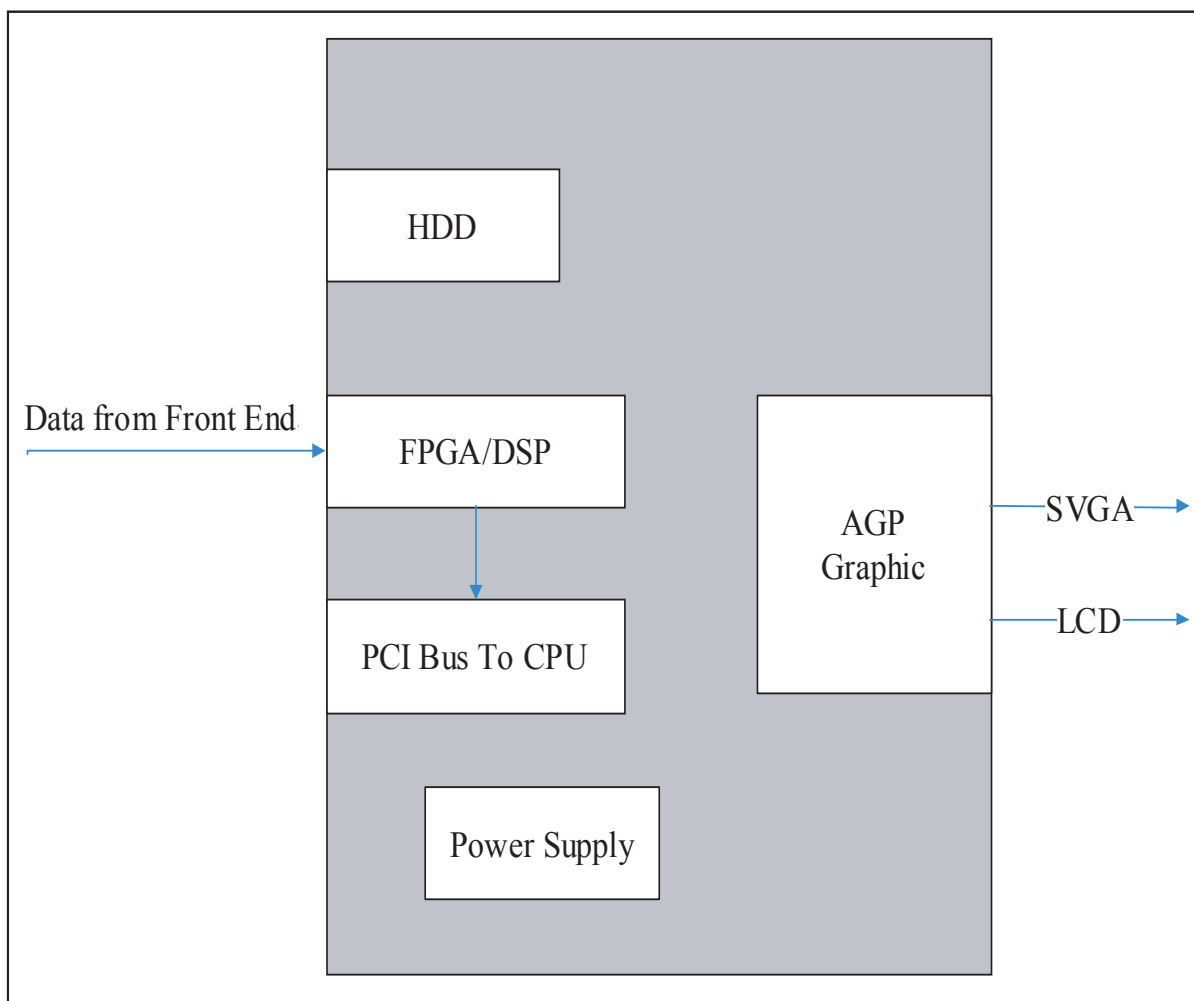 HDD
Data from Front End
FPGA/DSP
AGP
Graphic
SVGA
LCD
PCI Bus To CPU
Power Supply